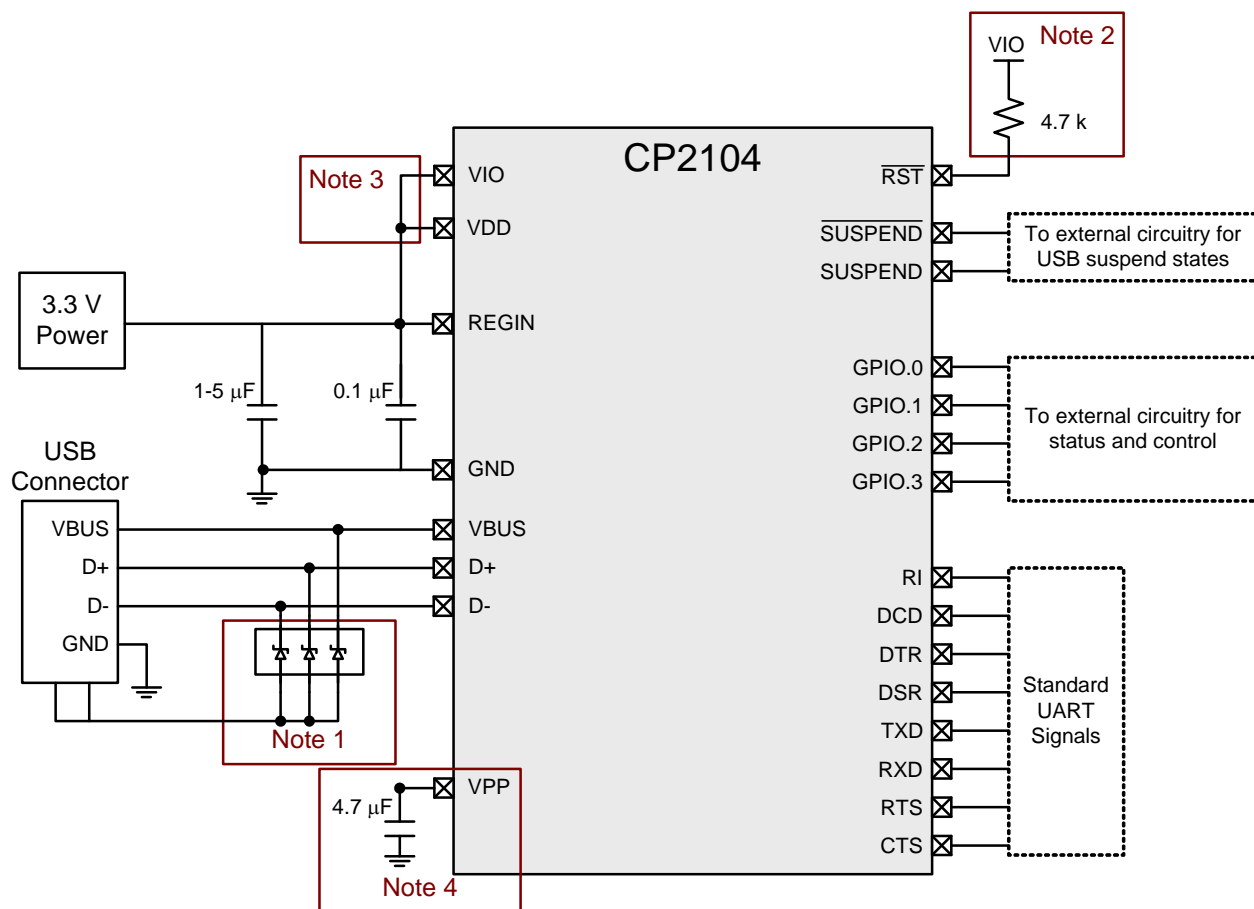 Note 2
VIO
4.7 k
CP2104
Note 3
VIO
VDD
RST
SUSPEND
SUSPEND
To external circuitry for
USB suspend states
3.3 V
Power
REGIN
1-5 μF
0.1 μF
GPIO.0
GPIO.1
GPIO.2
GPIO.3
To external circuitry for
status and control
USB
Connector
GND
VBUS
D+
D-
GND
VBUS
D+
D-
Note 1
RI
DCD
DTR
DSR
TXD
RXD
RTS
CTS
Standard
UART
Signals
VPP
4.7 μF
Note 4